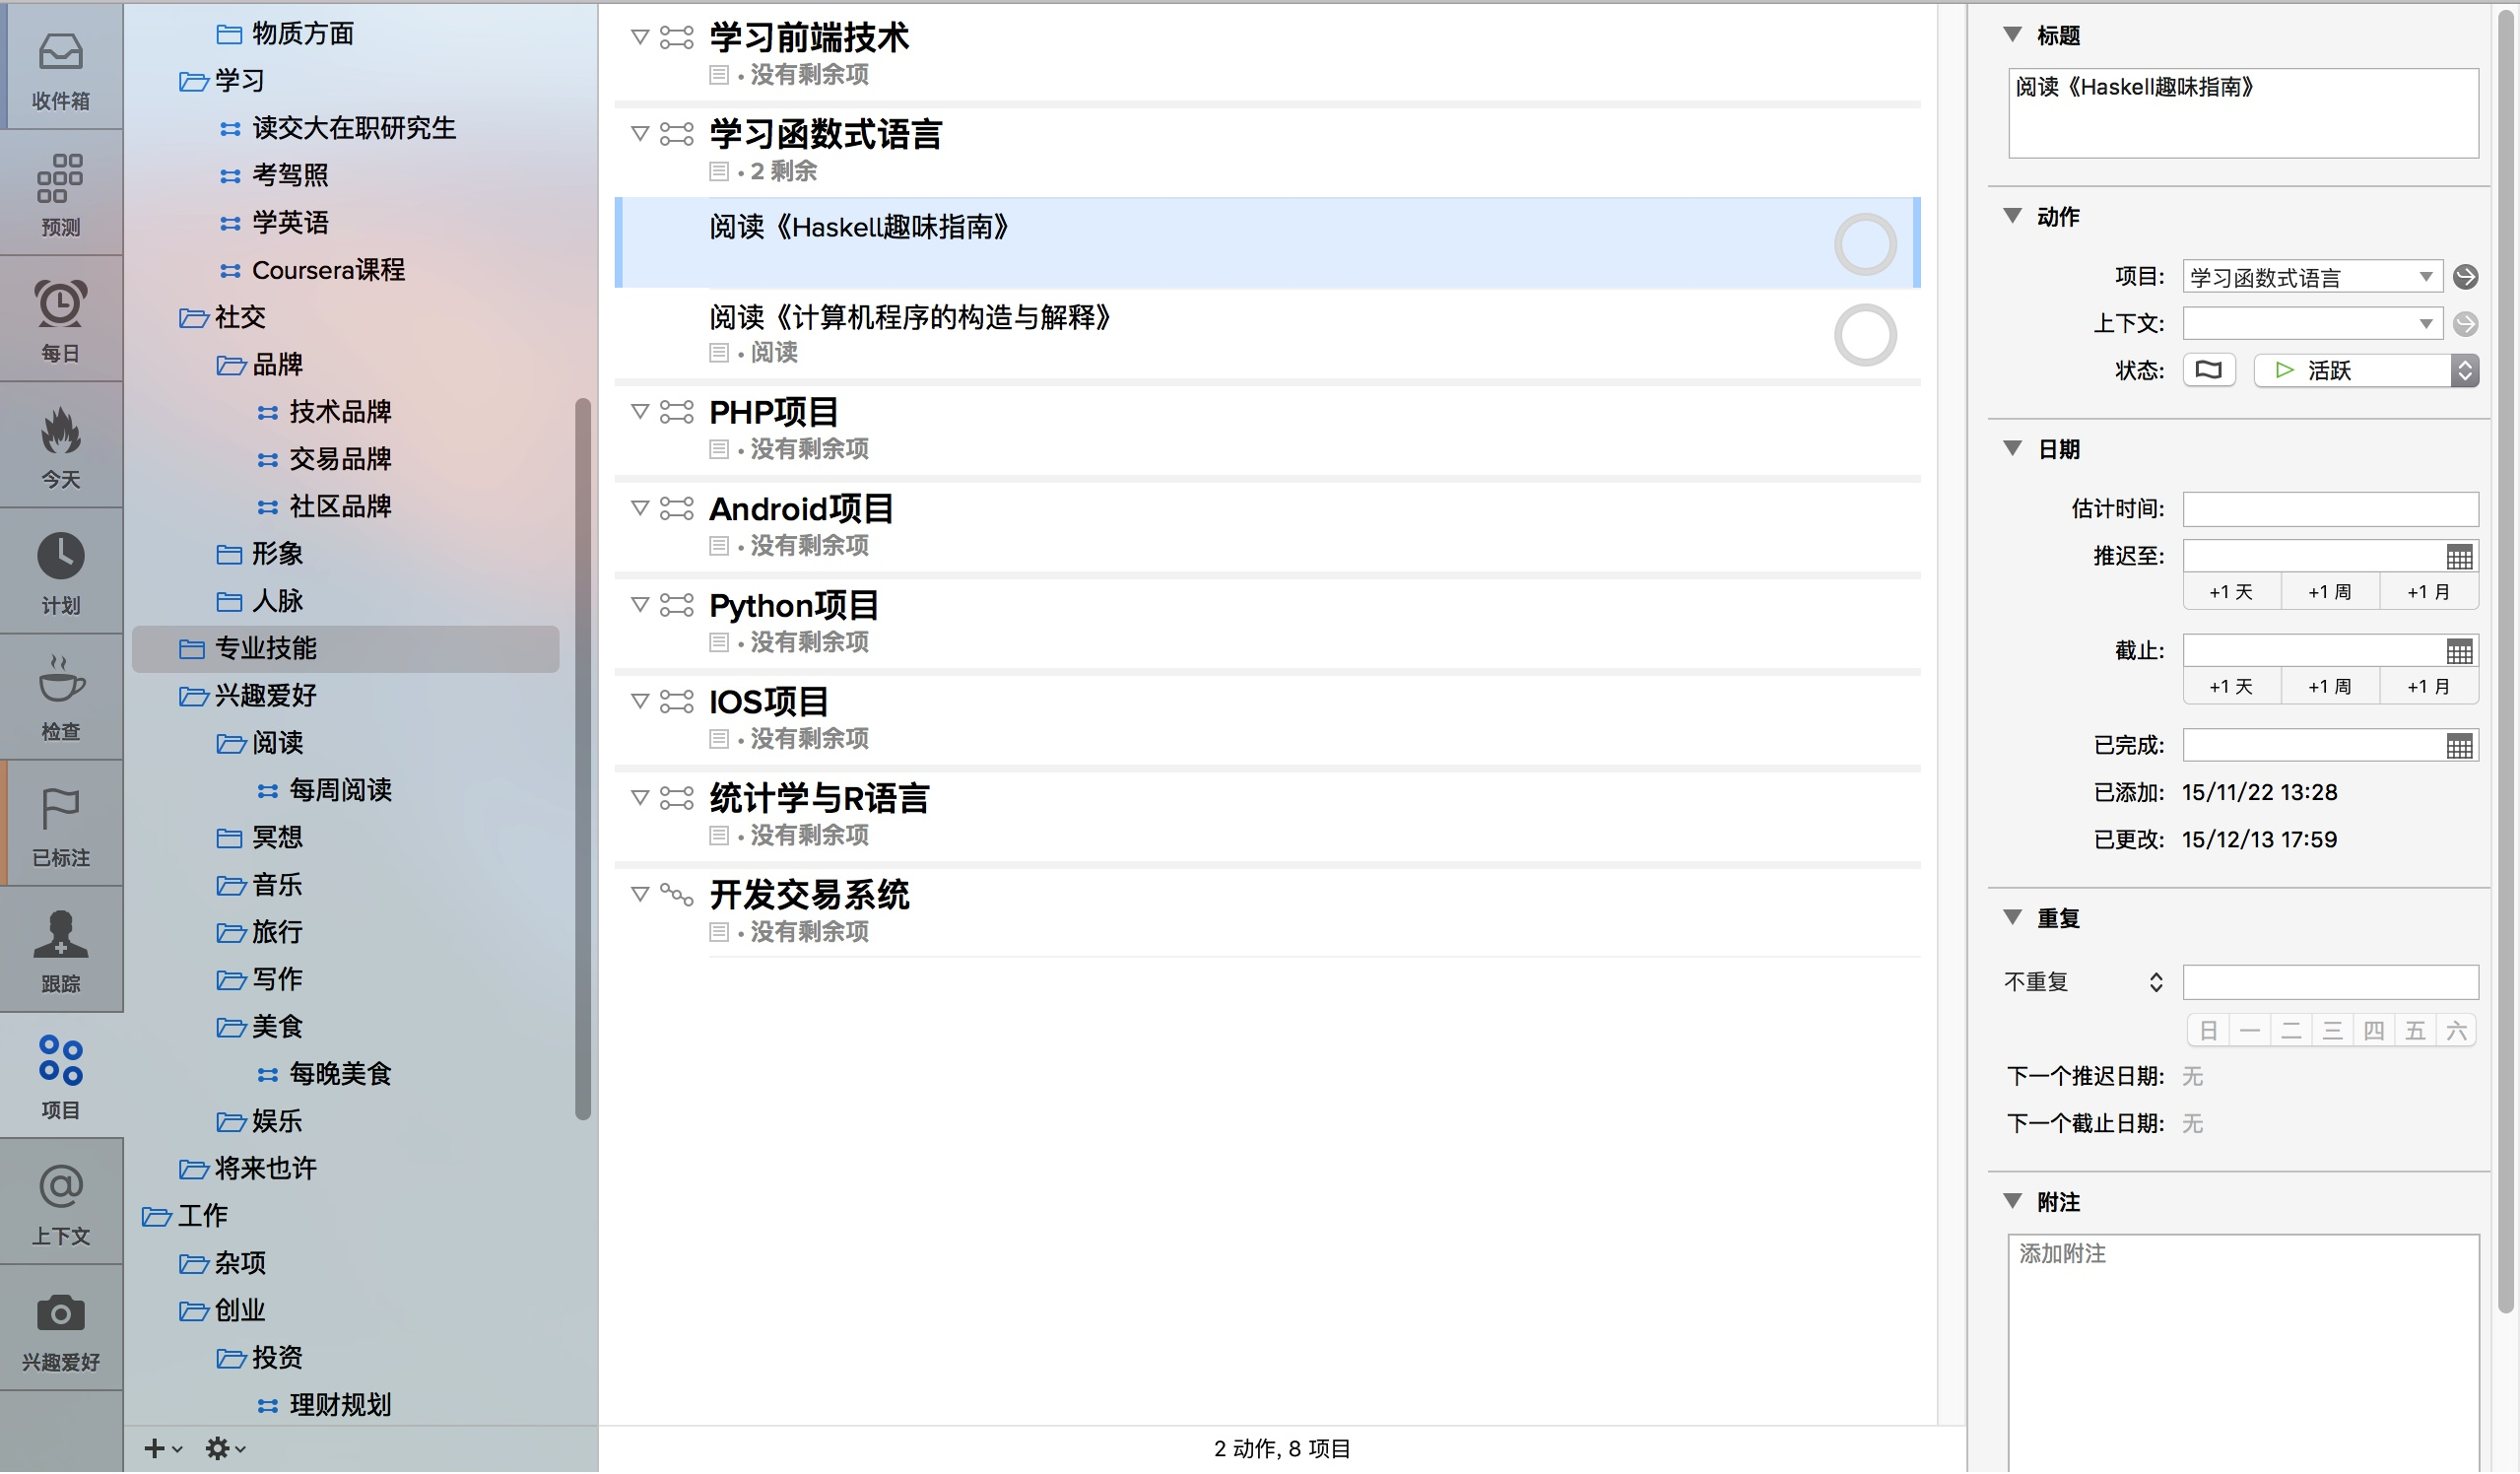 收件箱
预测
每日
今天
计划
检查
已标注
跟踪
项目
上下文
兴趣爱好
物质方面
学习
读交大在职研究生
考驾照
学英语
Coursera课程
社交
品牌
技术品牌
交易品牌
社区品牌
形象
人脉
专业技能
兴趣爱好
阅读
每周阅读
冥想
音乐
旅行
写作
美食
每晚美食
娱乐
将来也许
工作
杂项
创业
投资
理财规划
学习前端技术
• 没有剩余项
学习函数式语言
• 2 剩余
阅读《Haskell趣味指南》
阅读《计算机程序的构造与解释》
• 阅读
PHP项目
• 没有剩余项
Android项目
• 没有剩余项
Python项目
• 没有剩余项
IOS项目
• 没有剩余项
统计学与R语言
• 没有剩余项
开发交易系统
• 没有剩余项
2 动作, 8 项目
标题
阅读《Haskell趣味指南》
动作
项目: 学习函数式语言
上下文:
状态: 活跃
日期
估计时间:
推迟至:
+1 天 +1 周 +1 月
截止:
+1 天 +1 周 +1 月
已完成:
已添加: 15/11/22 13:28
已更改: 15/12/13 17:59
重复
不重复
日 一 二 三 四 五 六
下一个推迟日期: 无
下一个截止日期: 无
附注
添加附注